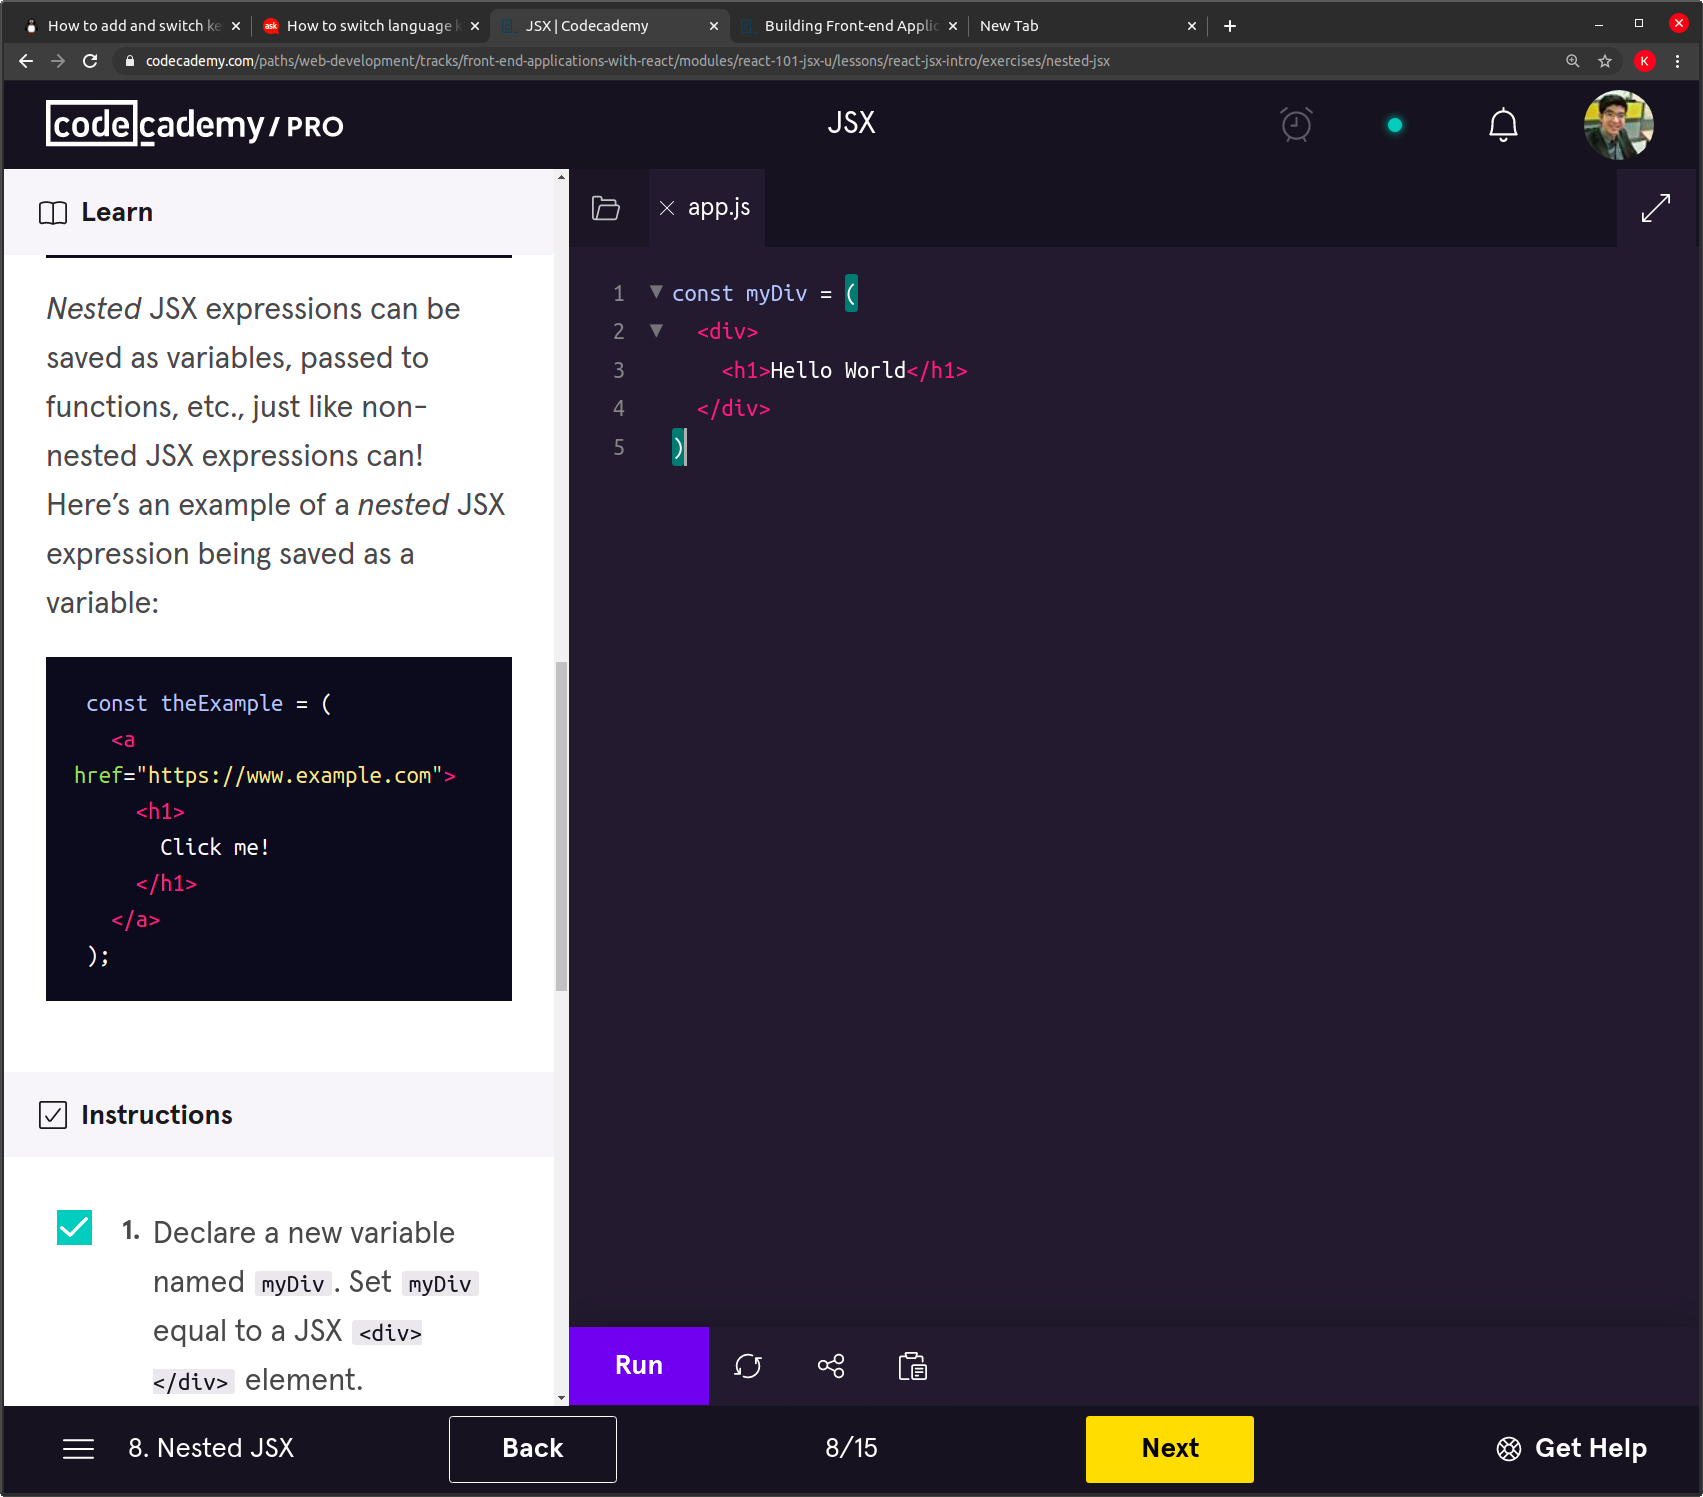 How to add and switch ke
How to switch language k
JSX | Codecademy
Building Front-end Applic
New Tab
codecademy.com/paths/web-development/tracks/front-end-applications-with-react/modules/react-101-jsx-u/lessons/react-jsx-intro/exercises/nested-jsx
K
codecademy / PRO
JSX
Learn
Nested JSX expressions can be
saved as variables, passed to
functions, etc., just like non-
nested JSX expressions can!
Here’s an example of a nested JSX
expression being saved as a
variable:
const theExample = (
<a
href="https://www.example.com">
<h1>
Click me!
</h1>
</a>
);
Instructions
1. Declare a new variable
named myDiv. Set myDiv
equal to a JSX <div>
</div> element.
app.js
1 const myDiv = (
2 <div>
3 <h1>Hello World</h1>
4 </div>
5 )
Run
8. Nested JSX
Back
8/15
Next
Get Help